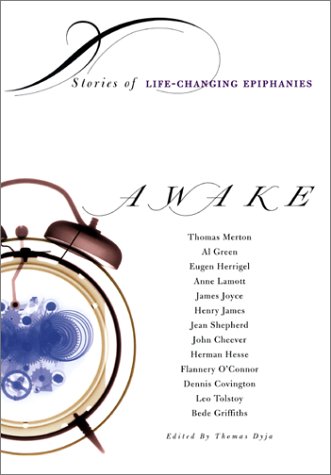 Stories of LIFE-CHANGING EPIPHANIES
AWAKE
Thomas Merton
Al Green
Eugen Herrigel
Anne Lamott
James Joyce
Henry James
Jean Shepherd
John Cheever
Herman Hesse
Flannery O'Connor
Dennis Covington
Leo Tolstoy
Bede Griffiths
Edited By Thomas Dyja